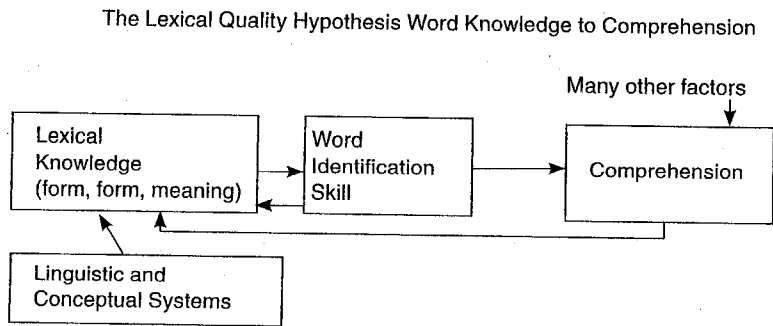 The Lexical Quality Hypothesis Word Knowledge to Comprehension
Many other factors
Lexical
Knowledge
(form, form, meaning)
Word
Identification
Skill
Comprehension
Linguistic and
Conceptual Systems